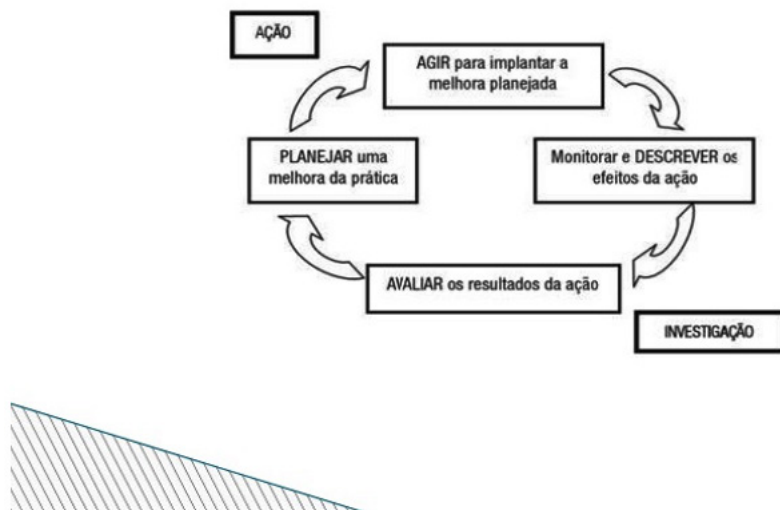 AÇÃO
AGIR para implantar a
melhora planejada
PLANEJAR uma
melhora da prática
Monitorar e DESCREVER os
efeitos da ação
AVALIAR os resultados da ação
INVESTIGAÇÃO